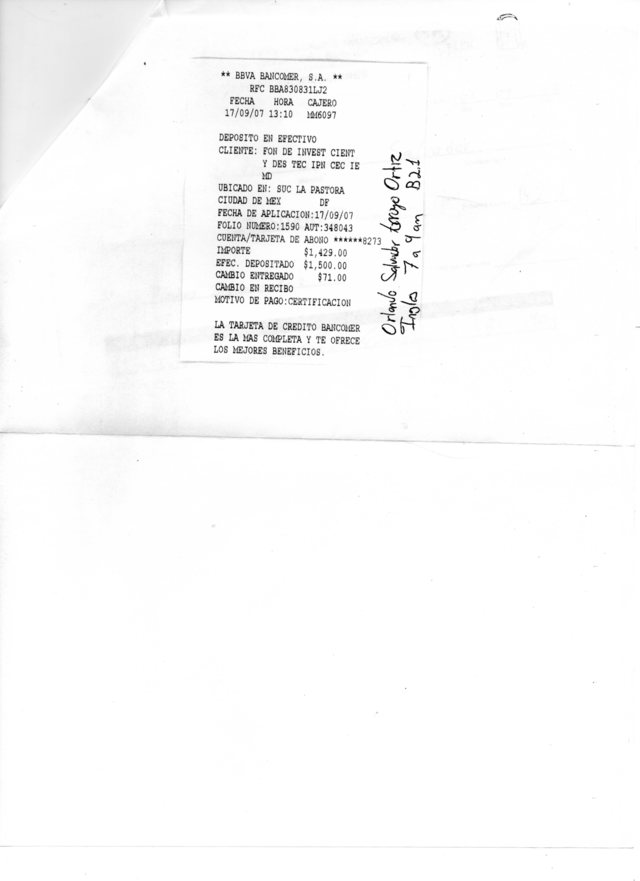 ** BBVA BANCOMER, S.A. **
RFC BBA830831LJ2
FECHA HORA CAJERO
17/09/07 13:10 MM6097
DEPOSITO EN EFECTIVO
CLIENTE: FON DE INVEST CIENT
Y DES TEC IPN CEC IE
MD
UBICADO EN: SUC LA PASTORA
CIUDAD DE MEX DF
FECHA DE APLICACION:17/09/07
FOLIO NUMERO:1590 AUT:348043
CUENTA/TARJETA DE ABONO ******8273
IMPORTE $1,429.00
EFEC. DEPOSITADO $1,500.00
CAMBIO ENTREGADO $71.00
CAMBIO EN RECIBO
MOTIVO DE PAGO:CERTIFICACION
LA TARJETA DE CREDITO BANCOMER
ES LA MAS COMPLETA Y TE OFRECE
LOS MEJORES BENEFICIOS.
Orlando Salvador Ortiz
7 a 9 am B2.1